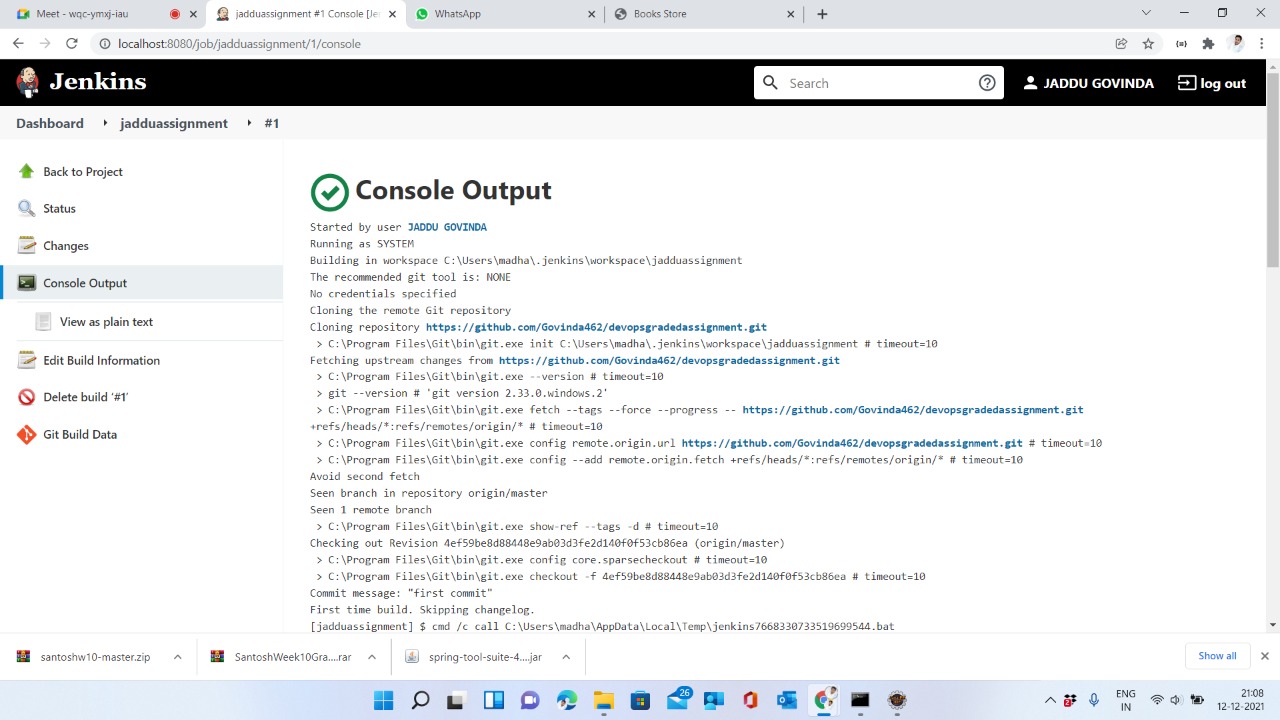 Meet - wqc-ymxj-iau
jadduassignment #1 Console [Je
WhatsApp
Books Store
localhost:8080/job/jadduassignment/1/console
Jenkins
Search
JADDU GOVINDA
log out
Dashboard
jadduassignment
#1
Back to Project
Status
Changes
Console Output
View as plain text
Edit Build Information
Delete build ‘#1’
Git Build Data
Console Output
Started by user JADDU GOVINDA
Running as SYSTEM
Building in workspace C:\Users\madha\.jenkins\workspace\jadduassignment
The recommended git tool is: NONE
No credentials specified
Cloning the remote Git repository
Cloning repository https://github.com/Govinda462/devopsgradedassignment.git
> C:\Program Files\Git\bin\git.exe init C:\Users\madha\.jenkins\workspace\jadduassignment # timeout=10
Fetching upstream changes from https://github.com/Govinda462/devopsgradedassignment.git
> C:\Program Files\Git\bin\git.exe --version # timeout=10
> git --version # 'git version 2.33.0.windows.2'
> C:\Program Files\Git\bin\git.exe fetch --tags --force --progress -- https://github.com/Govinda462/devopsgradedassignment.git
+refs/heads/*:refs/remotes/origin/* # timeout=10
> C:\Program Files\Git\bin\git.exe config remote.origin.url https://github.com/Govinda462/devopsgradedassignment.git # timeout=10
> C:\Program Files\Git\bin\git.exe config --add remote.origin.fetch +refs/heads/*:refs/remotes/origin/* # timeout=10
Avoid second fetch
Seen branch in repository origin/master
Seen 1 remote branch
> C:\Program Files\Git\bin\git.exe show-ref --tags -d # timeout=10
Checking out Revision 4ef59be8d88448e9ab03d3fe2d140f0f53cb86ea (origin/master)
> C:\Program Files\Git\bin\git.exe config core.sparsecheckout # timeout=10
> C:\Program Files\Git\bin\git.exe checkout -f 4ef59be8d88448e9ab03d3fe2d140f0f53cb86ea # timeout=10
Commit message: "first commit"
First time build. Skipping changelog.
[jadduassignment] $ cmd /c call C:\Users\madha\AppData\Local\Temp\jenkins7668330733519699544.bat
santoshw10-master.zip
SantoshWeek10Gra....rar
spring-tool-suite-4....jar
Show all
26
2
ENG
IN
21:08
12-12-2021